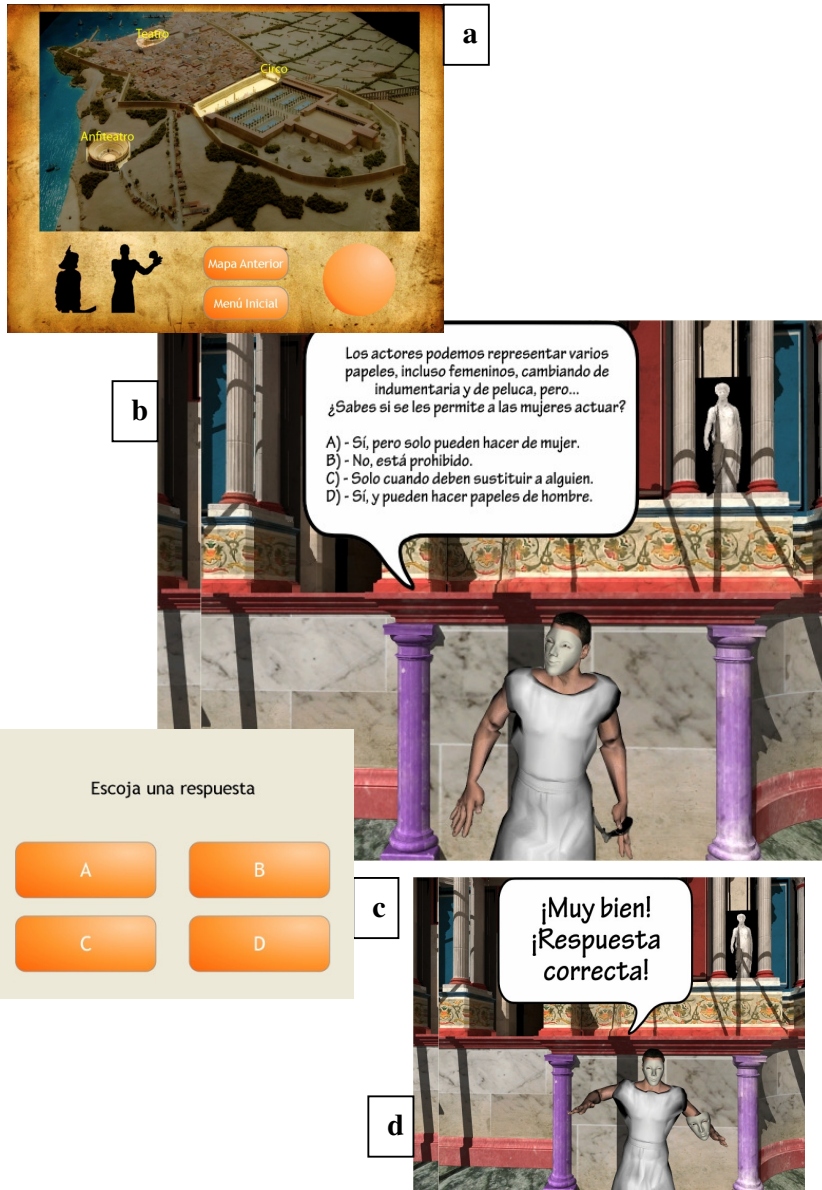 a
Teatro
Circo
Anfiteatro
Mapa Anterior
Menú Inicial
b
Los actores podemos representar varios
papeles, incluso femeninos, cambiando de
indumentaria y de peluca, pero...
¿Sabes si se les permite a las mujeres actuar?
A) - Sí, pero solo pueden hacer de mujer.
B) - No, está prohibido.
C) - Solo cuando deben sustituir a alguien.
D) - Sí, y pueden hacer papeles de hombre.
Escoja una respuesta
A
B
C
D
c
¡Muy bien!
¡Respuesta
correcta!
d